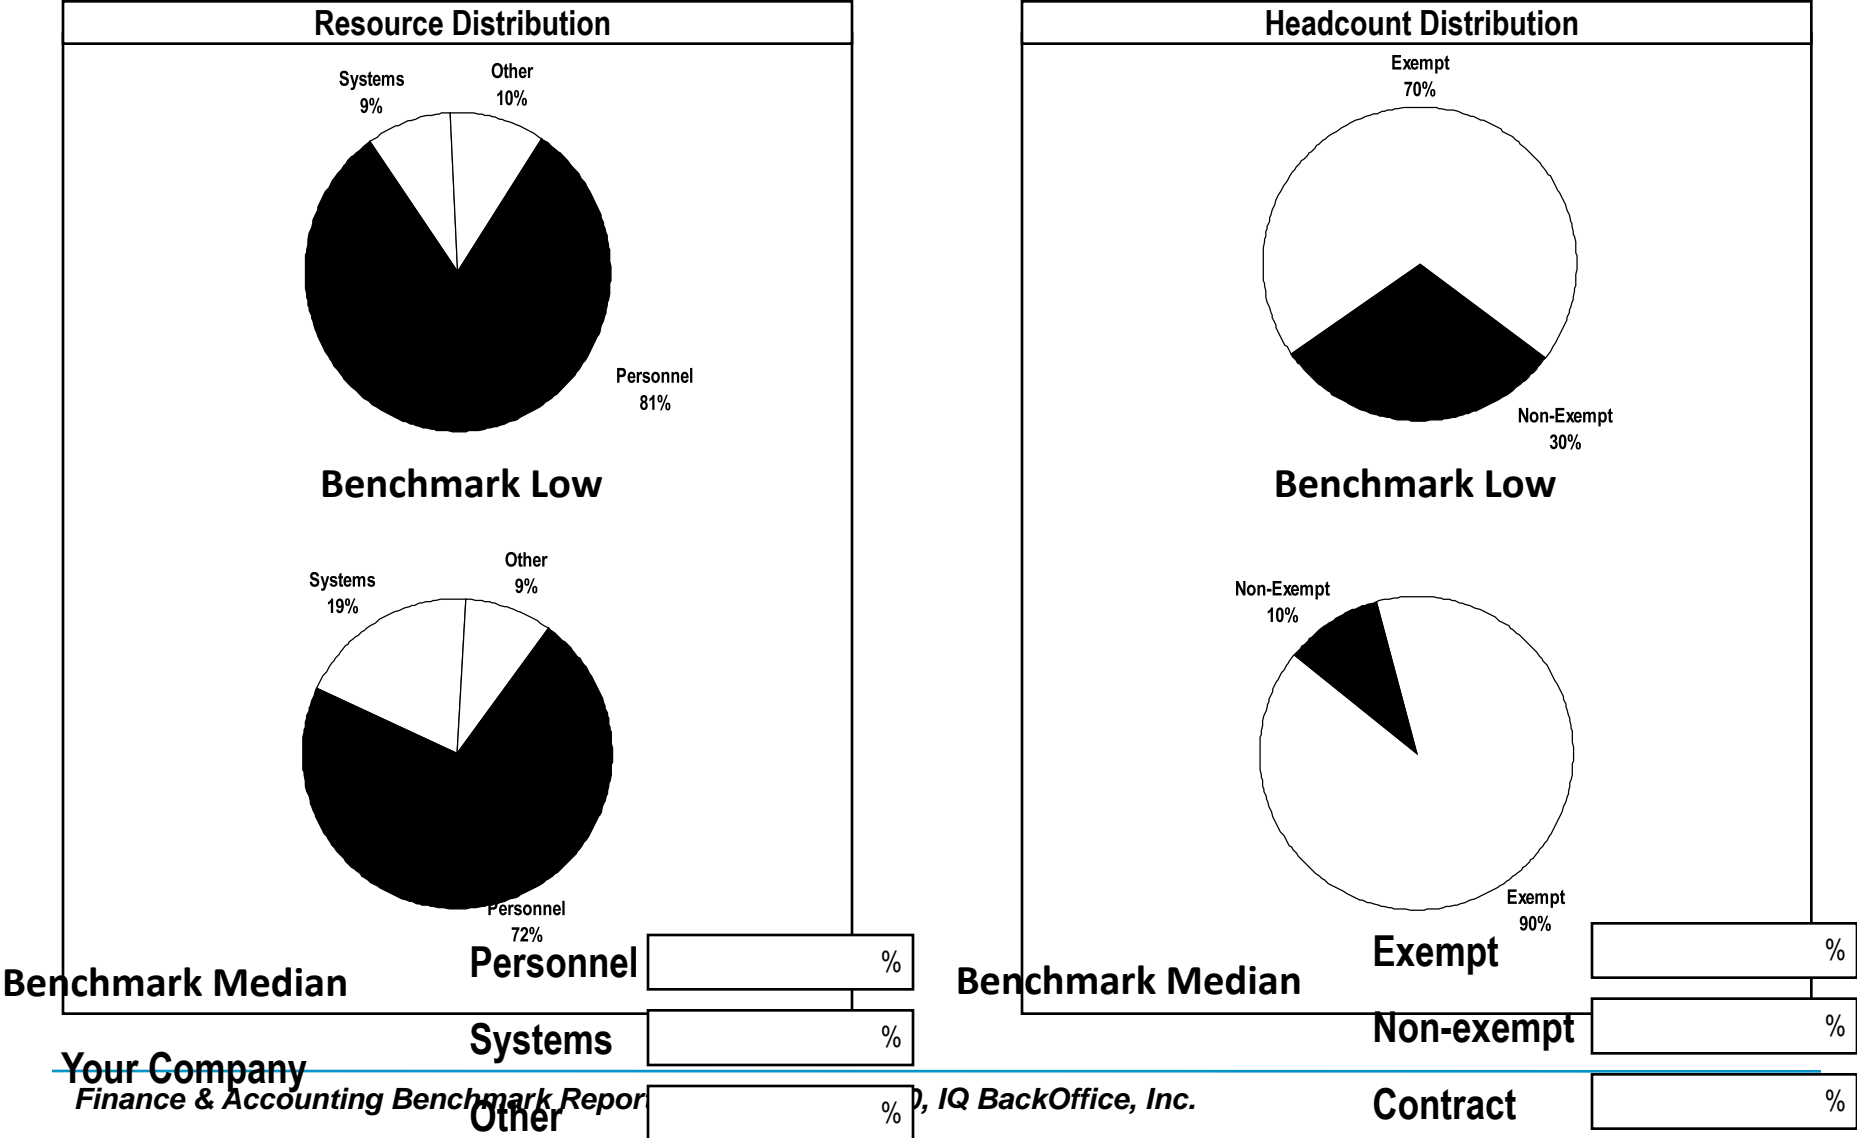 Resource Distribution
Systems
9%
Other
10%
Personnel
81%
Benchmark Low
Systems
19%
Other
9%
Personnel
72%
Benchmark Median
Personnel
%
Systems
%
Your Company
Other
%
Headcount Distribution
Exempt
70%
Non-Exempt
30%
Benchmark Low
Non-Exempt
10%
Exempt
90%
Benchmark Median
Exempt
%
Non-exempt
%
Contract
%
Finance & Accounting Benchmark , IQ BackOffice, Inc.